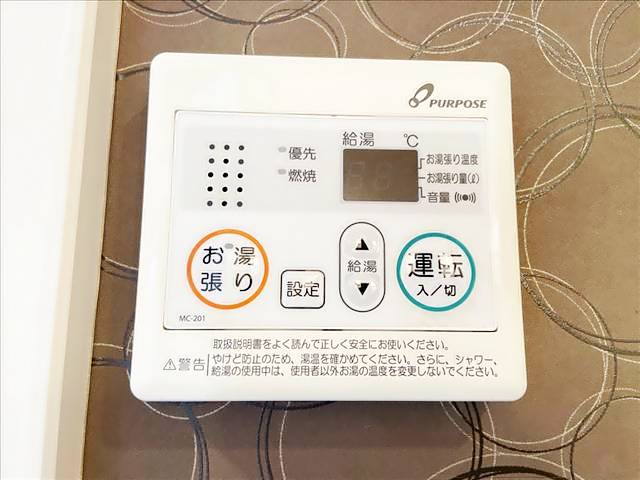 PURPOSE
給湯 ℃
優先
燃焼
お湯張り温度
お湯張り量(ℓ)
音量
お湯張り
設定
給湯
運転
入／切
MC-201
取扱説明書をよく読んで正しく安全にお使いください。
⚠警告
やけど防止のため、湯温を確かめてください。さらに、シャワー、
給湯の使用中は、使用者以外お湯の温度を変更しないでください。